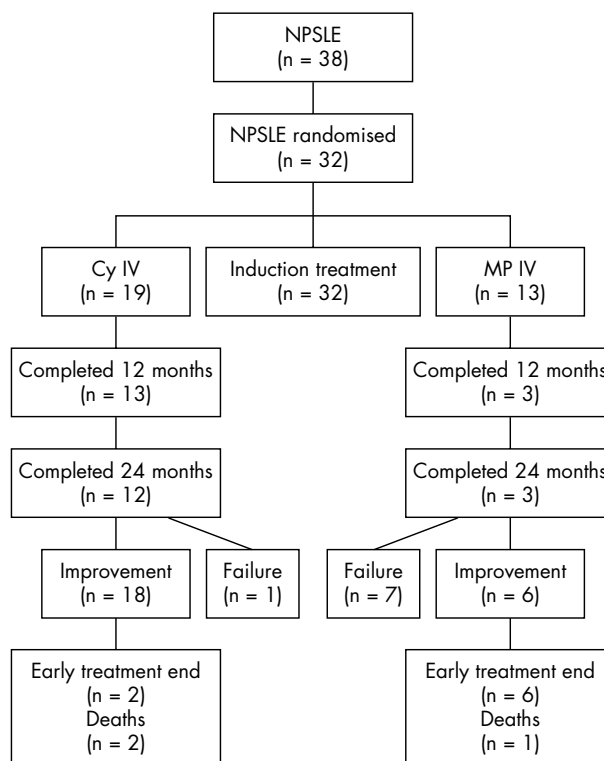 NPSLE
(n = 38)
NPSLE randomised
(n = 32)
Cy IV
(n = 19)
Induction treatment
(n = 32)
MP IV
(n = 13)
Completed 12 months
(n = 13)
Completed 12 months
(n = 3)
Completed 24 months
(n = 12)
Completed 24 months
(n = 3)
Improvement
(n = 18)
Failure
(n = 1)
Failure
(n = 7)
Improvement
(n = 6)
Early treatment end
(n = 2)
Deaths
(n = 2)
Early treatment end
(n = 6)
Deaths
(n = 1)